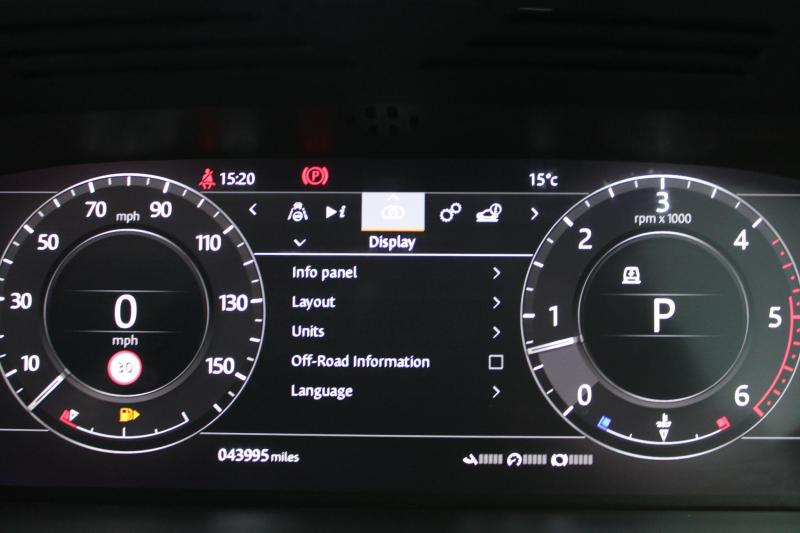 15:20
15°c
Display
Info panel
Layout
Units
Off-Road Information
Language
70 mph 90
50
110
30
130
10
150
0
mph
30
043995 miles
3
rpm x 1000
2
4
1
5
0
6
P